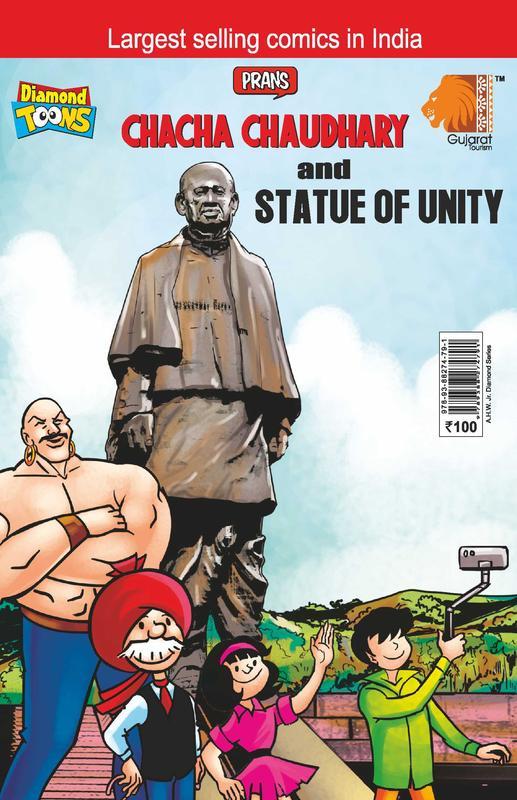 Largest selling comics in India
PRANS
Diamond
TOONS
CHACHA CHAUDHARY
and
STATUE OF UNITY
TM
Gujarat
Tourism
978-93-88274-79-1
₹100
A.H.W. Jr. Diamond Series